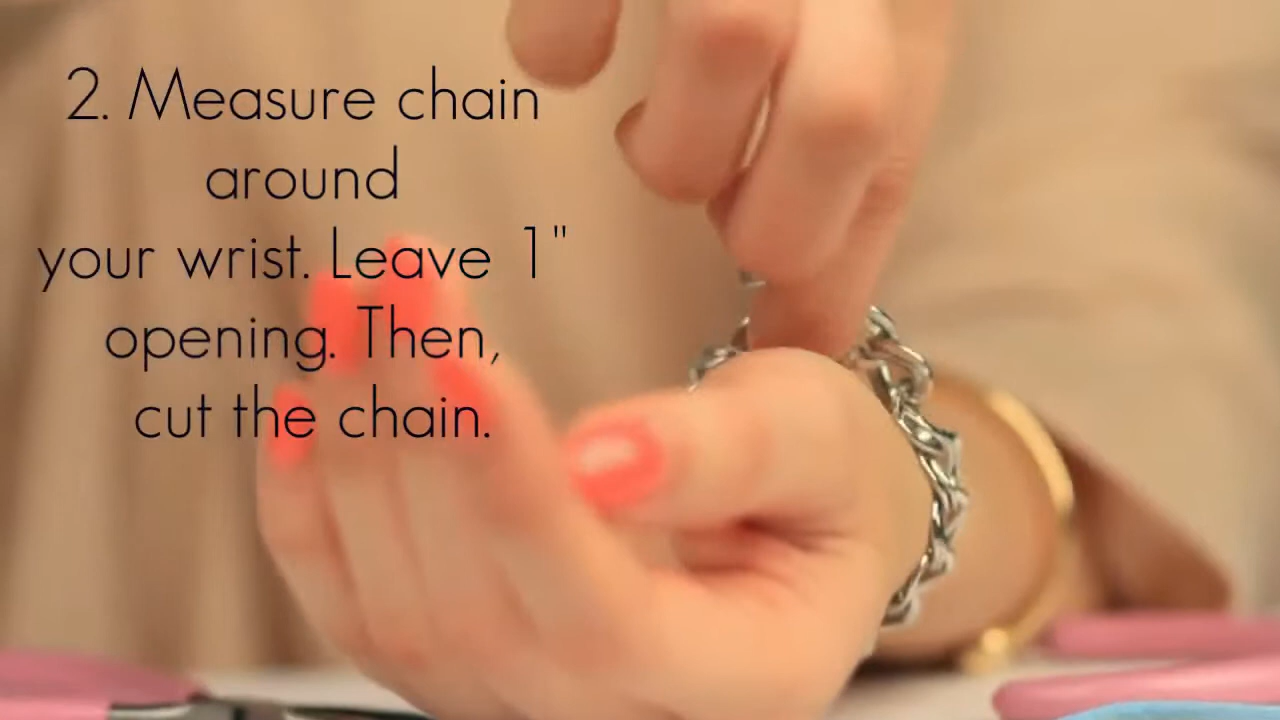 2. Measure chain
around
your wrist. Leave 1"
opening. Then,
cut the chain.